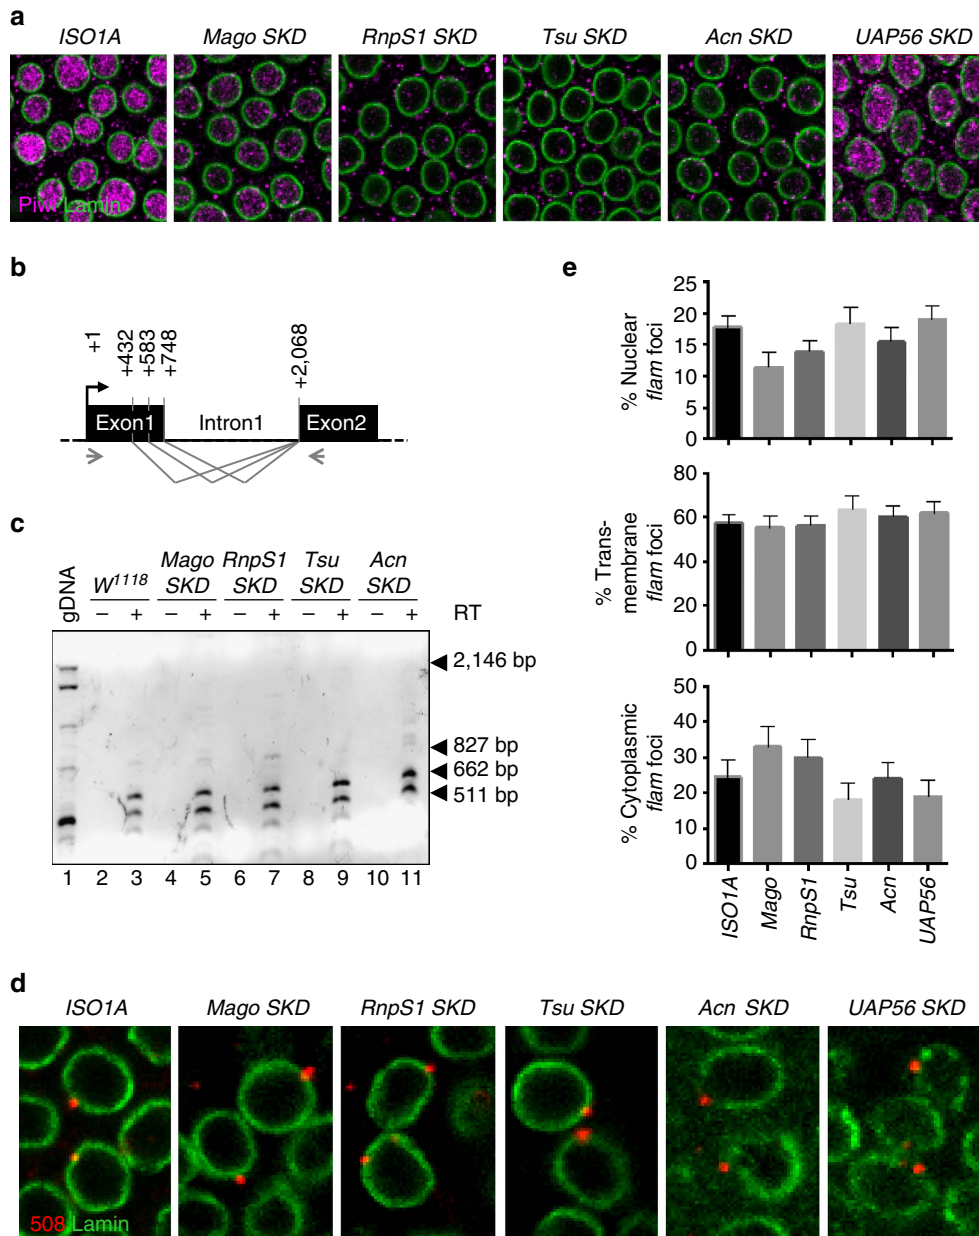 a
ISO1A Mago SKD RnpS1 SKD Tsu SKD Acn SKD UAP56 SKD
Piwi Lamin
b
+1 +432 +583 +748 +2,068
Exon1 Intron1 Exon2
c
gDNA W1118 Mago SKD RnpS1 SKD Tsu SKD Acn SKD
– + – + – + – + – + RT
2,146 bp
827 bp
662 bp
511 bp
1 2 3 4 5 6 7 8 9 10 11
e
% Nuclear flam foci
25
20
15
10
5
0
% Trans-membrane flam foci
80
60
40
20
0
% Cytoplasmic flam foci
50
40
30
20
10
0
ISO1A Mago RnpS1 Tsu Acn UAP56
d
ISO1A Mago SKD RnpS1 SKD Tsu SKD Acn SKD UAP56 SKD
508 Lamin